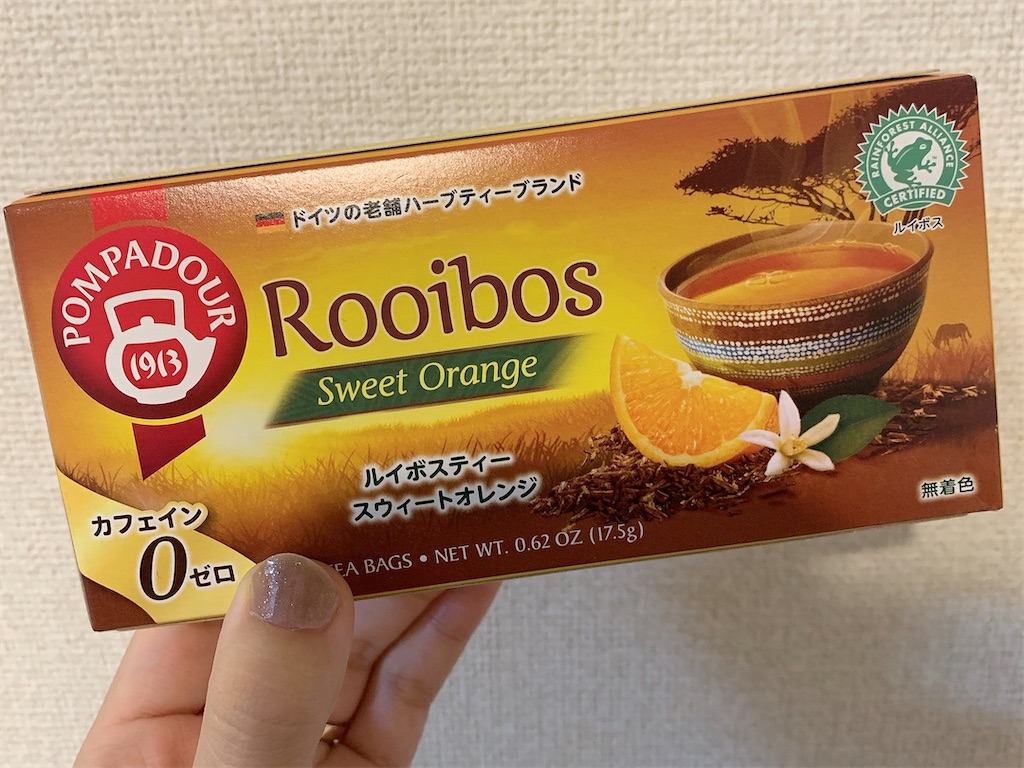 ドイツの老舗ハーブティーブランド
RAINFOREST ALLIANCE
CERTIFIED
ルイボス
POMPADOUR
1913
Rooibos
Sweet Orange
ルイボスティー
スウィートオレンジ
無着色
カフェイン
0ゼロ
BAGS • NET WT. 0.62 OZ (17.5g)